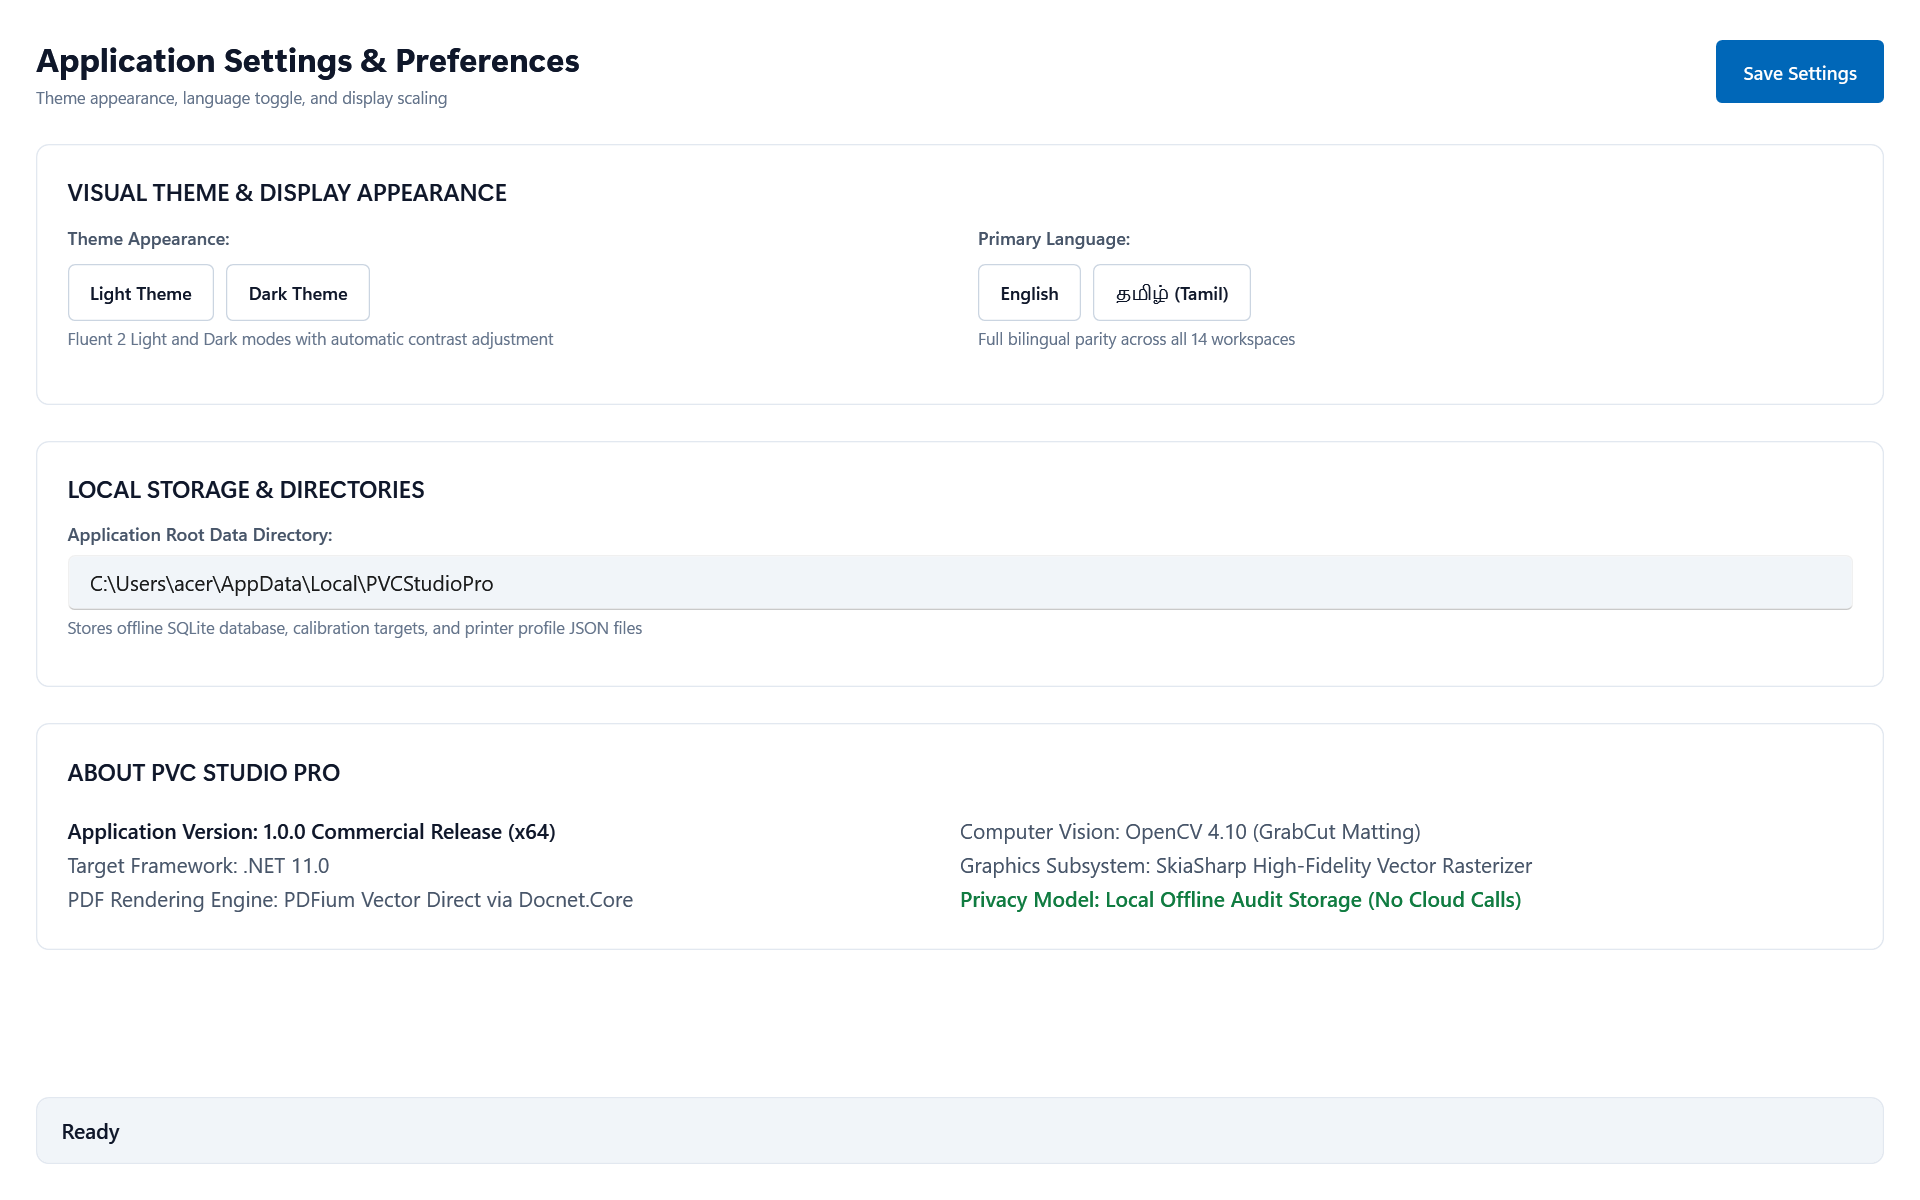 Application Settings & Preferences
Theme appearance, language toggle, and display scaling
Save Settings
VISUAL THEME & DISPLAY APPEARANCE
Theme Appearance:
Light Theme
Dark Theme
Fluent 2 Light and Dark modes with automatic contrast adjustment
Primary Language:
English
தமிழ் (Tamil)
Full bilingual parity across all 14 workspaces
LOCAL STORAGE & DIRECTORIES
Application Root Data Directory:
C:\Users\acer\AppData\Local\PVCStudioPro
Stores offline SQLite database, calibration targets, and printer profile JSON files
ABOUT PVC STUDIO PRO
Application Version: 1.0.0 Commercial Release (x64)
Target Framework: .NET 11.0
PDF Rendering Engine: PDFium Vector Direct via Docnet.Core
Computer Vision: OpenCV 4.10 (GrabCut Matting)
Graphics Subsystem: SkiaSharp High-Fidelity Vector Rasterizer
Privacy Model: Local Offline Audit Storage (No Cloud Calls)
Ready